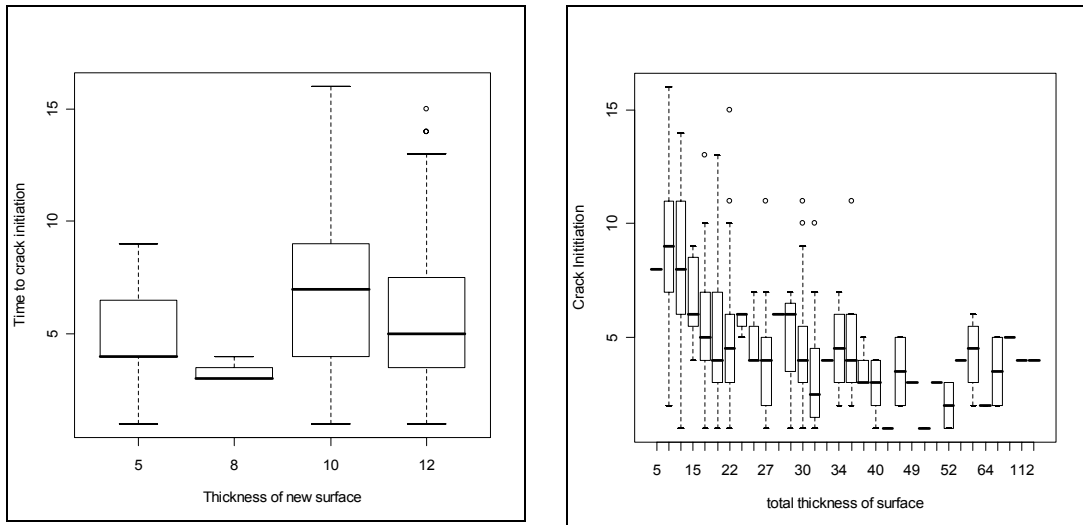 Time to crack initiation
15
10
5
5 8 10 12
Thickness of new surface
Crack Inititiation
15
10
5
5 15 22 27 30 34 40 49 52 64 112
total thickness of surface